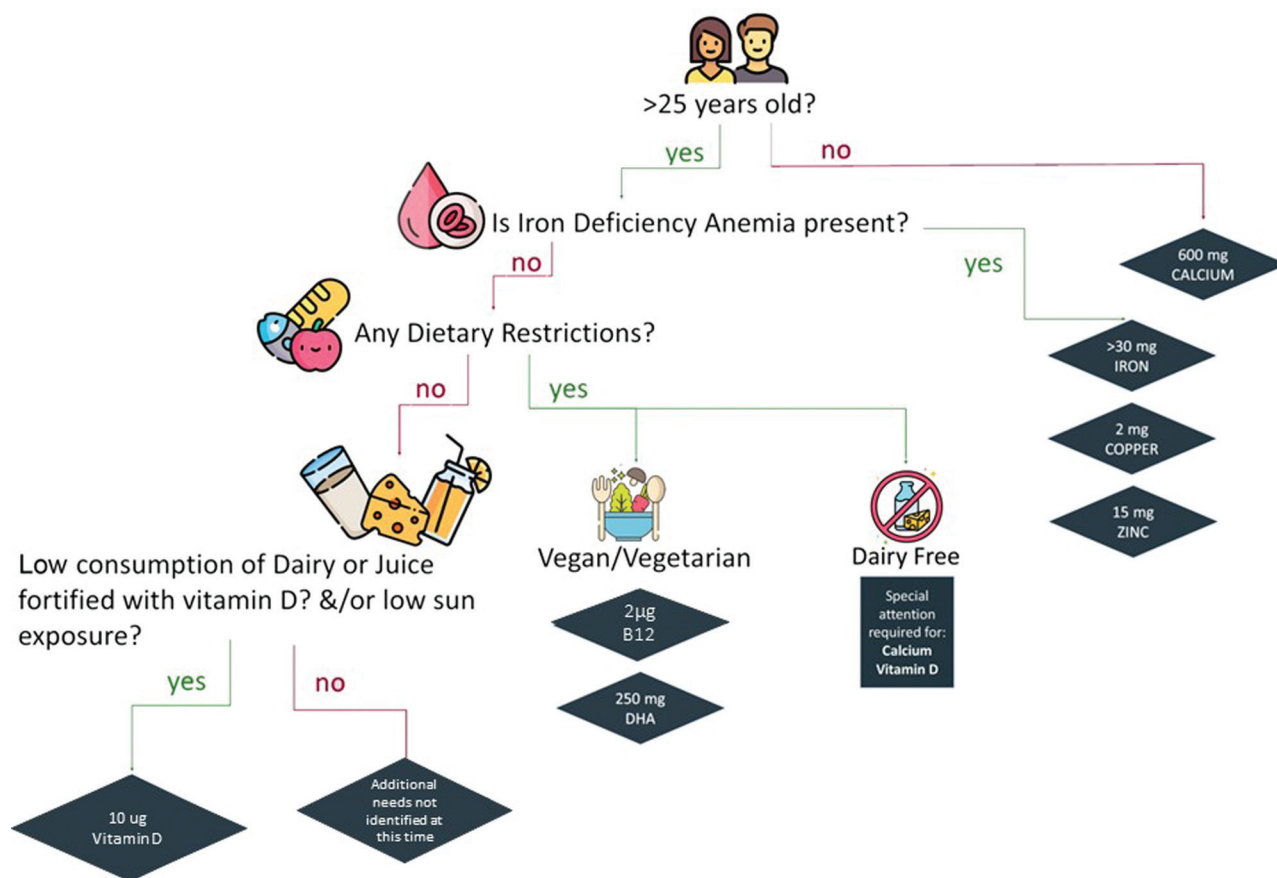 >25 years old?
yes
no
Is Iron Deficiency Anemia present?
no
yes
600 mg
CALCIUM
Any Dietary Restrictions?
>30 mg
IRON
no
yes
2 mg
COPPER
15 mg
ZINC
Low consumption of Dairy or Juice
fortified with vitamin D? &/or low sun
exposure?
Vegan/Vegetarian
Dairy Free
2µg
B12
Special
attention
required for:
Calcium
Vitamin D
yes
no
250 mg
DHA
10 ug
Vitamin D
Additional
needs not
identified at
this time